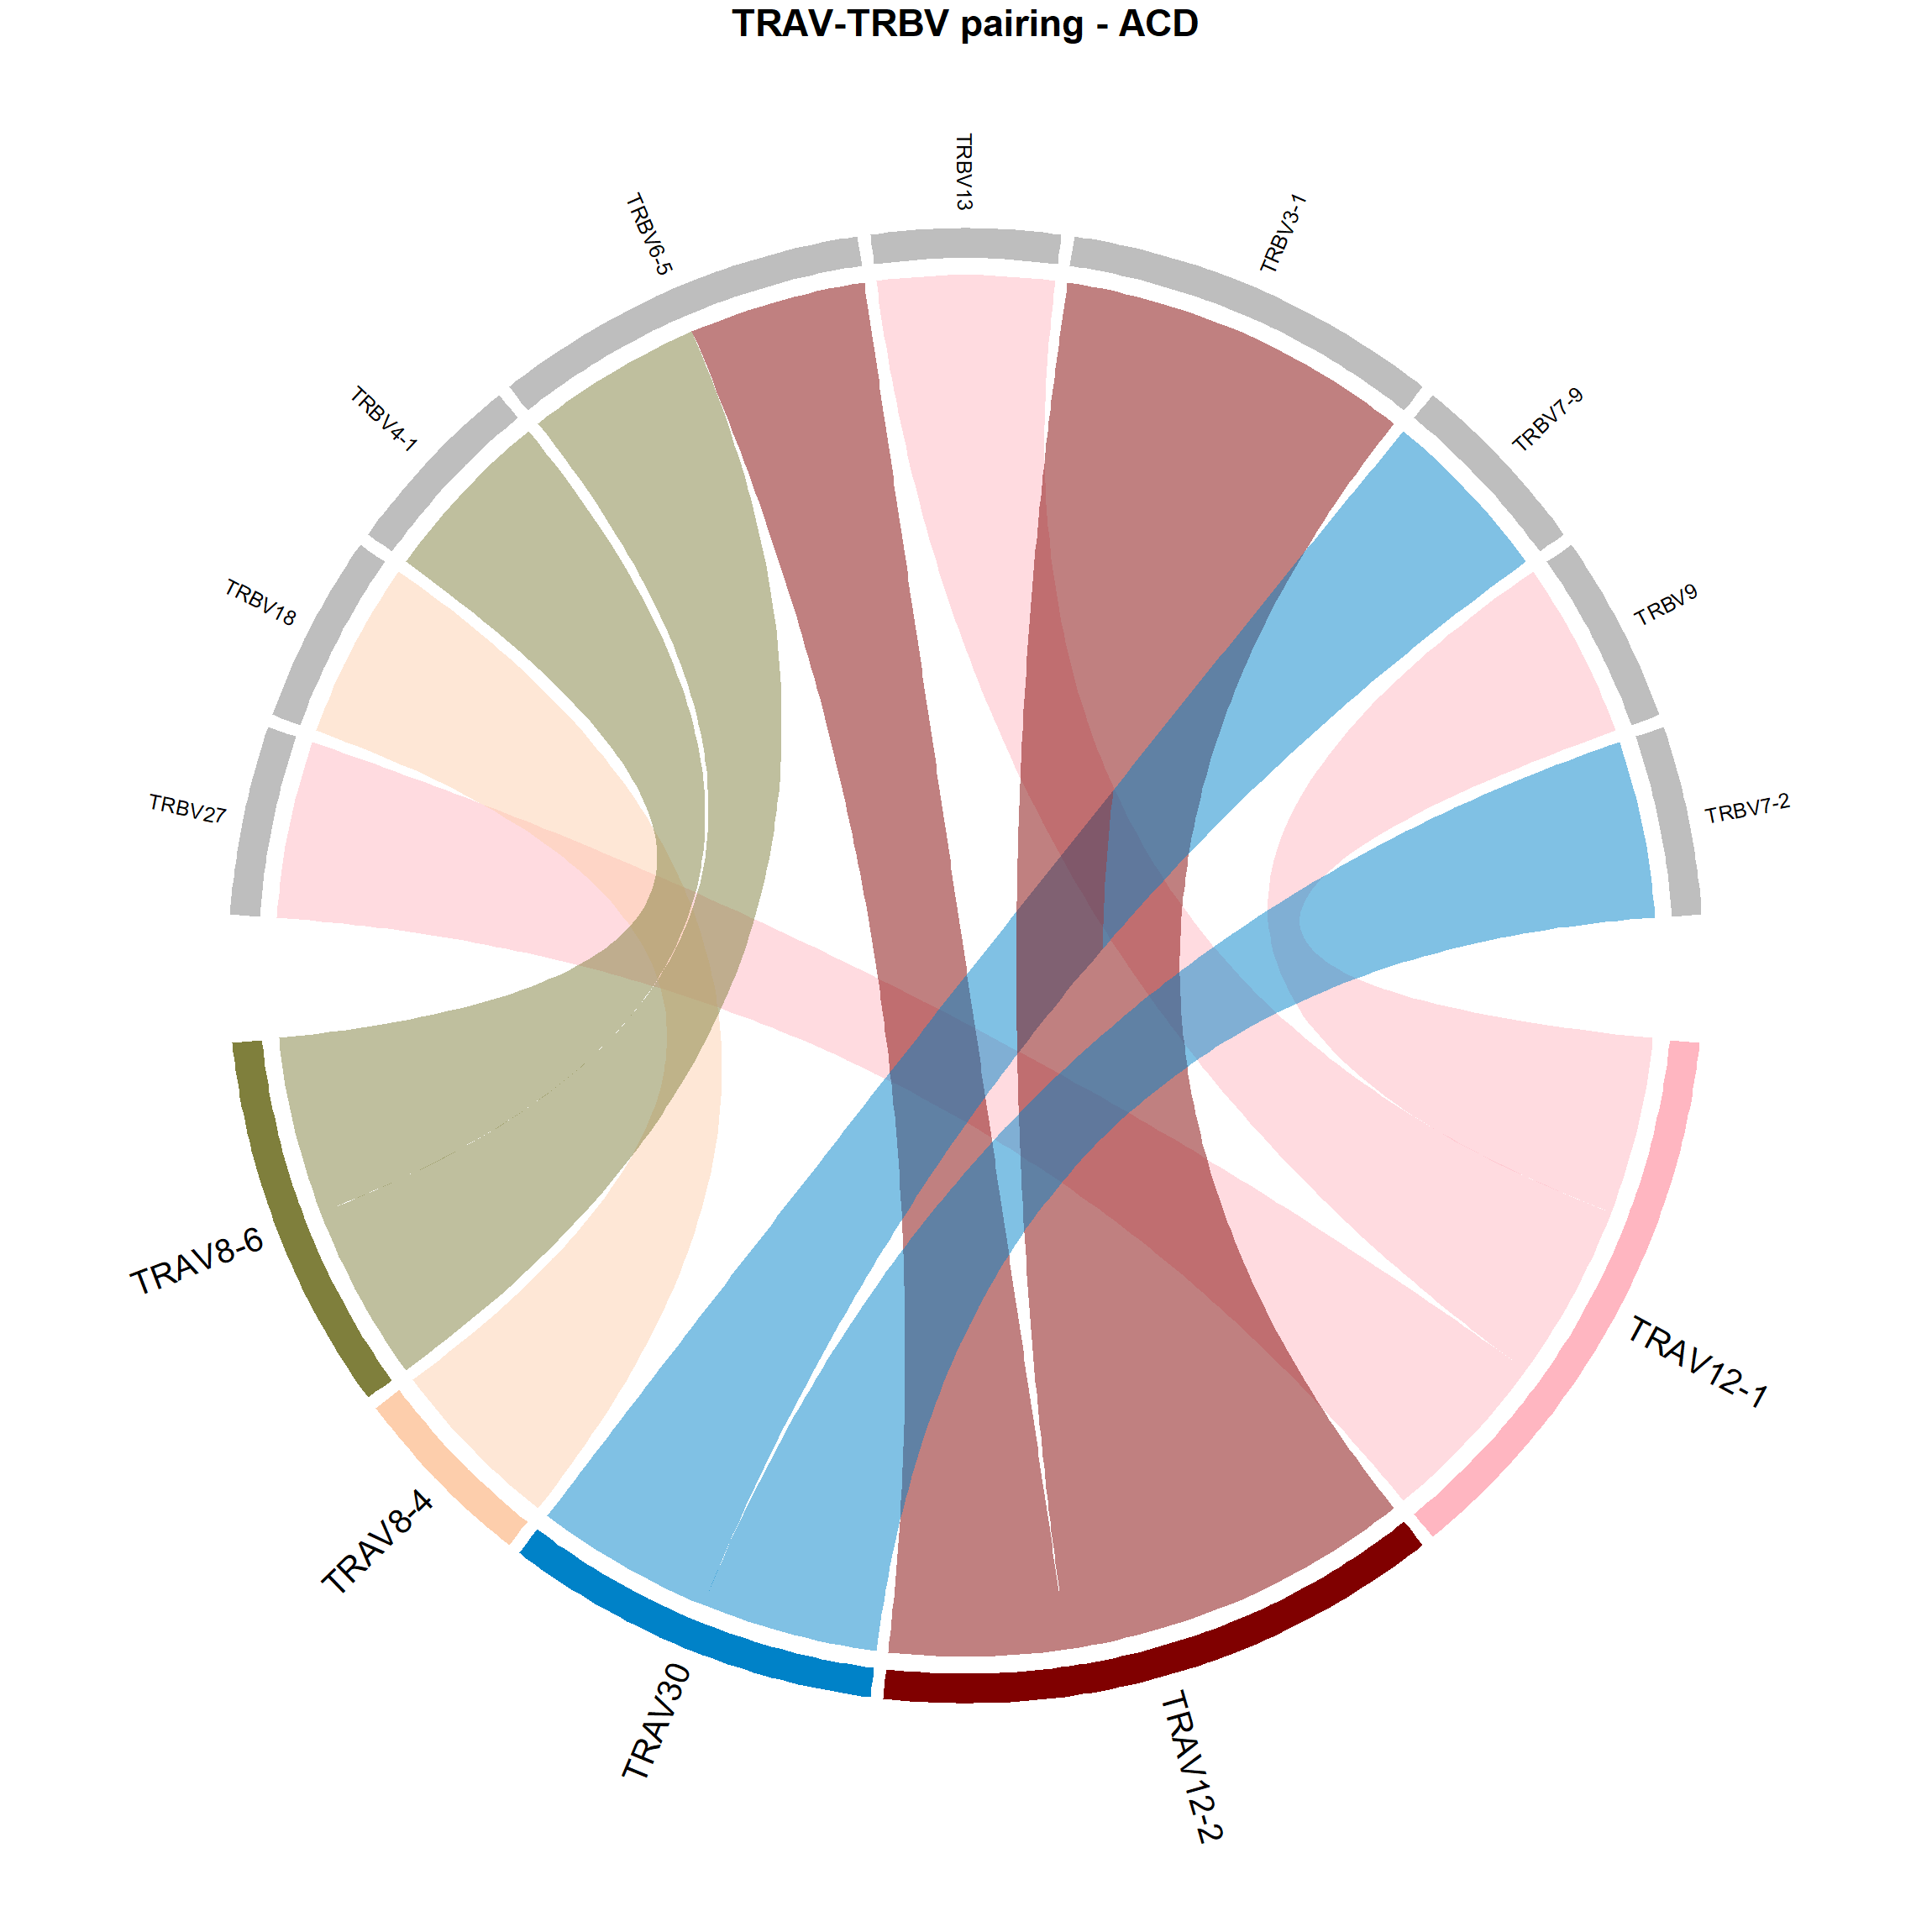 TRAV-TRBV pairing - ACD
TRBV13
TRBV6-5
TRBV3-1
TRBV4-1
TRBV7-9
TRBV18
TRBV9
TRBV27
TRBV7-2
TRAV8-6
TRAV12-1
TRAV8-4
TRAV30
TRAV12-2